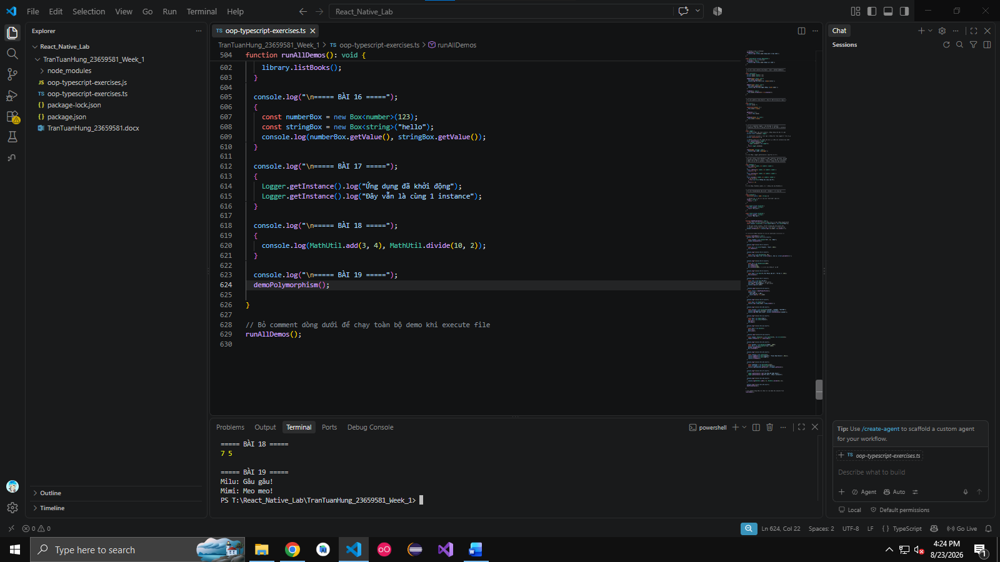 File Edit Selection View Go Run Terminal Help
React_Native_Lab
Explorer
React_Native_Lab
TranTuanHung_23659581_Week_1
node_modules
JS oop-typescript-exercises.js
TS oop-typescript-exercises.ts
{} package-lock.json
{} package.json
TranTuanHung_23659581.docx
Outline
Timeline
TS oop-typescript-exercises.ts
TranTuanHung_23659581_Week_1 > TS oop-typescript-exercises.ts > runAllDemos
504 function runAllDemos(): void {
602 library.listBooks();
603 }
604
605 console.log("\n===== BÀI 16 =====");
606 {
607 const numberBox = new Box<number>(123);
608 const stringBox = new Box<string>("hello");
609 console.log(numberBox.getValue(), stringBox.getValue());
610 }
611
612 console.log("\n===== BÀI 17 =====");
613 {
614 Logger.getInstance().log("Ứng dụng đã khởi động");
615 Logger.getInstance().log("Đây vẫn là cùng 1 instance");
616 }
617
618 console.log("\n===== BÀI 18 =====");
619 {
620 console.log(MathUtil.add(3, 4), MathUtil.divide(10, 2));
621 }
622
623 console.log("\n===== BÀI 19 =====");
624 demoPolymorphism();
625
626 }
627
628 // Bỏ comment dòng dưới để chạy toàn bộ demo khi execute file
629 runAllDemos();
630
Problems Output Terminal Ports Debug Console
powershell
===== BÀI 18 =====
7 5
===== BÀI 19 =====
Milu: Gâu gâu!
Mimi: Meo meo!
PS T:\React_Native_Lab\TranTuanHung_23659581_Week_1>
Chat
Sessions
Tip: Use /create-agent to scaffold a custom agent
for your workflow.
TS oop-typescript-exercises.ts
Describe what to build
Agent Auto
Local Default permissions
0 0
Ln 624, Col 22 Spaces: 2 UTF-8 LF {} TypeScript Go Live
Type here to search
4:24 PM
8/23/2026
1